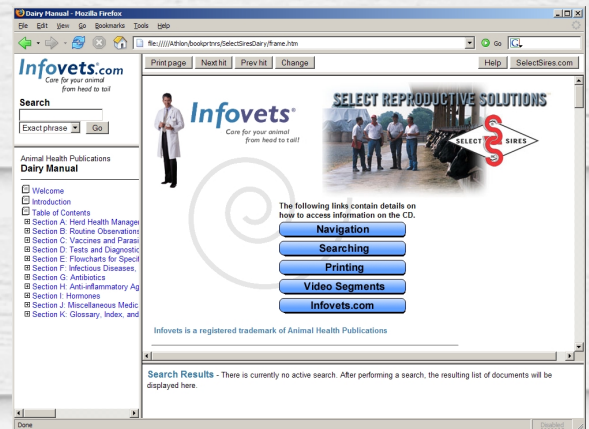 Dairy Manual - Mozilla Firefox
File Edit View Go Bookmarks Tools Help
file://///Athlon/bookprtnrs/SelectSiresDairy/frame.htm
Go
G
Infovets.com
Care for your animal
from head to tail
Search
Exact phrase
Go
Print page Next hit Prev hit Change Help SelectSires.com
Animal Health Publications
Dairy Manual
Welcome
Introduction
Table of Contents
Section A: Herd Health Manager
Section B: Routine Observations
Section C: Vaccines and Parasi
Section D: Tests and Diagnostic
Section E: Flowcharts for Specif
Section F: Infectious Diseases,
Section G: Antibiotics
Section H: Anti-inflammatory Ag
Section I: Hormones
Section J: Miscellaneous Medic
Section K: Glossary, Index, and
Infovets®
Care for your animal
from head to tail!
SELECT REPRODUCTIVE SOLUTIONS
SELECT SIRES
The following links contain details on
how to access information on the CD.
Navigation
Searching
Printing
Video Segments
Infovets.com
Infovets is a registered trademark of Animal Health Publications
Search Results - There is currently no active search. After performing a search, the resulting list of documents will be
displayed here.
Done
Disabled